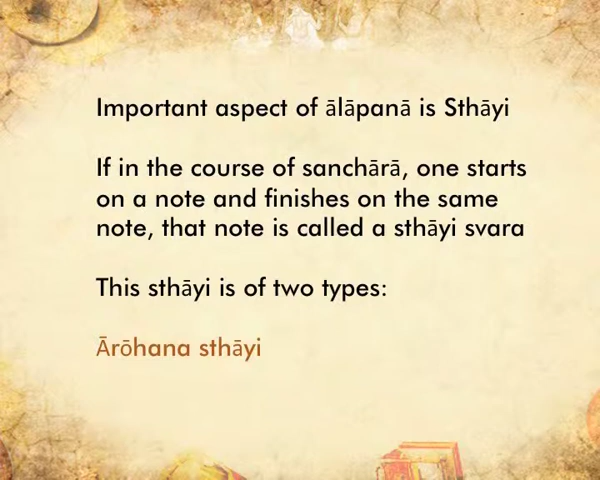 Important aspect of ālāpanā is Sthāyi
If in the course of sanchārā, one starts
on a note and finishes on the same
note, that note is called a sthāyi svara
This sthāyi is of two types:
Ārōhana sthāyi